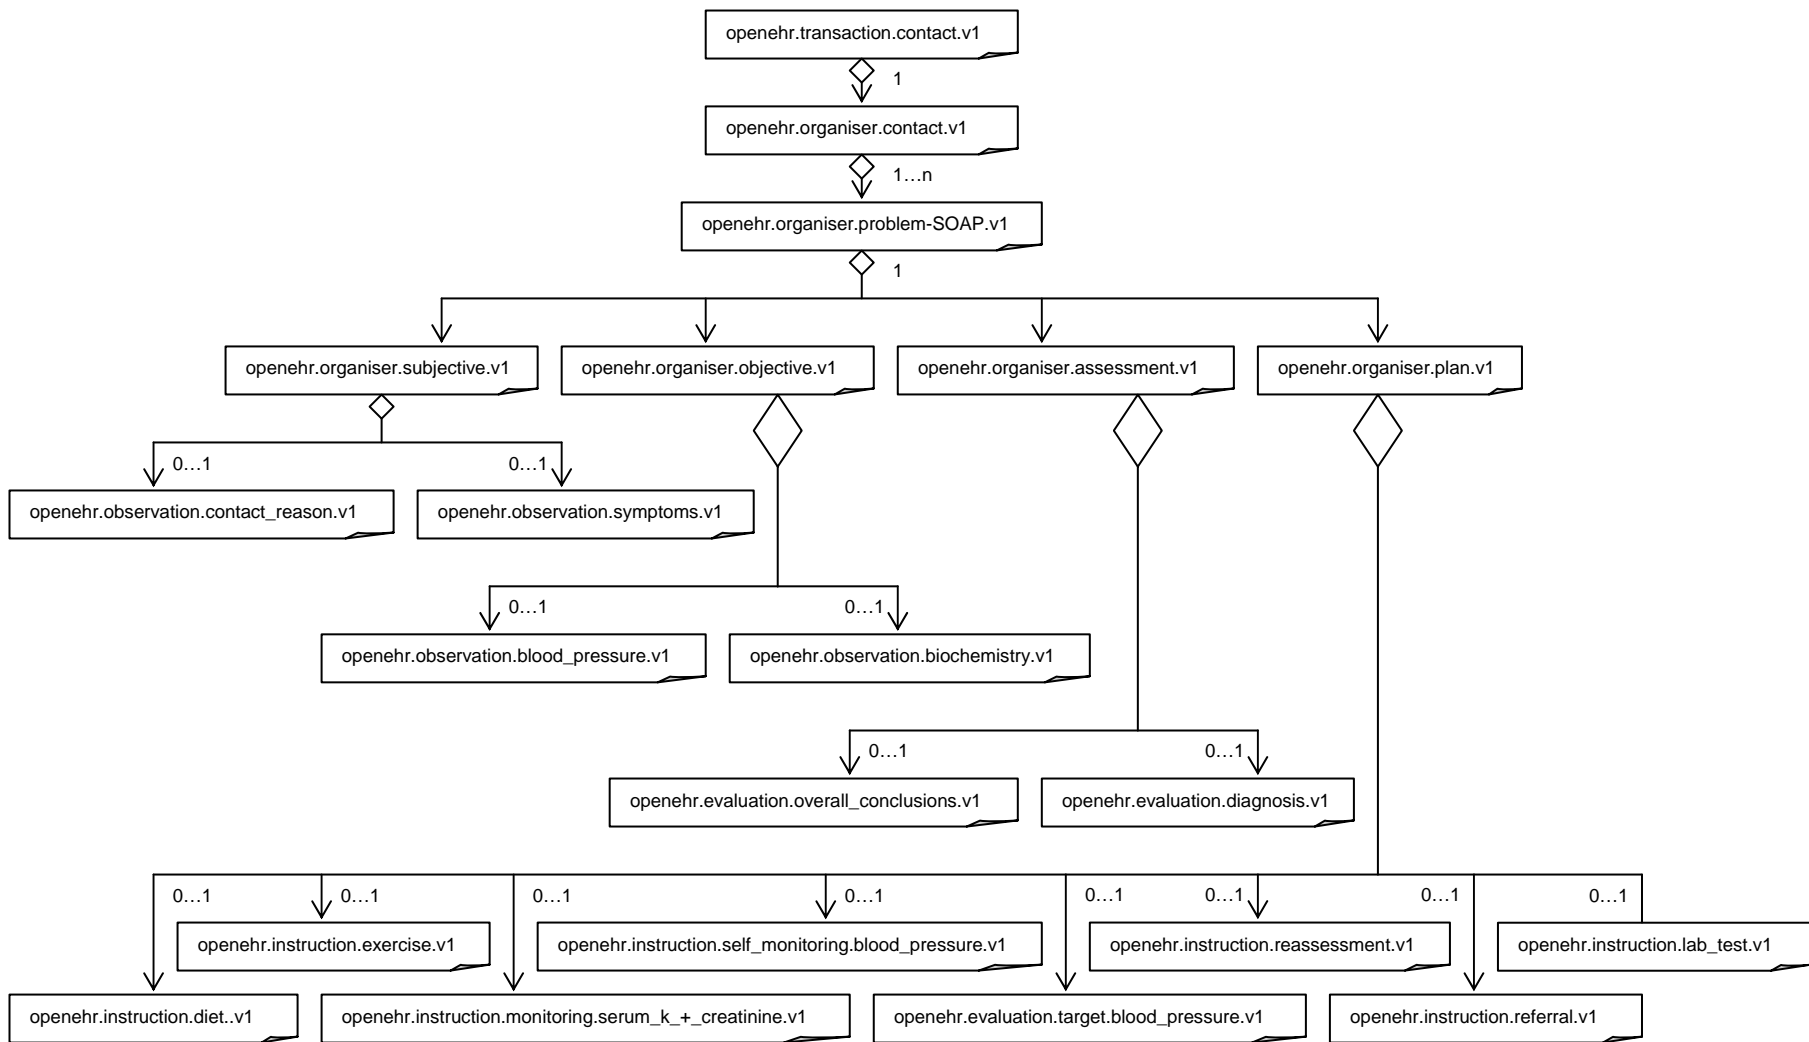 openehr.transaction.contact.v1
1
openehr.organiser.contact.v1
1…n
openehr.organiser.problem-SOAP.v1
1
openehr.organiser.subjective.v1
openehr.organiser.objective.v1
openehr.organiser.assessment.v1
openehr.organiser.plan.v1
0…1
0…1
openehr.observation.contact_reason.v1
openehr.observation.symptoms.v1
0…1
0…1
openehr.observation.blood_pressure.v1
openehr.observation.biochemistry.v1
0…1
0…1
openehr.evaluation.overall_conclusions.v1
openehr.evaluation.diagnosis.v1
0…1
0…1
0…1
0…1
0…1
0…1
0…1
0…1
openehr.instruction.exercise.v1
openehr.instruction.self_monitoring.blood_pressure.v1
openehr.instruction.reassessment.v1
openehr.instruction.lab_test.v1
openehr.instruction.diet..v1
openehr.instruction.monitoring.serum_k_+_creatinine.v1
openehr.evaluation.target.blood_pressure.v1
openehr.instruction.referral.v1